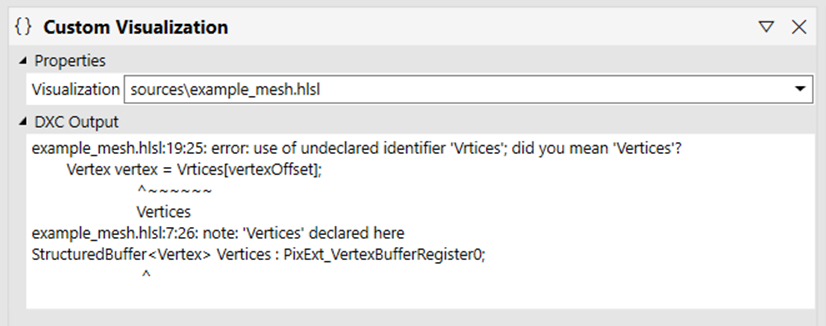 {} Custom Visualization
Properties
Visualization sources\example_mesh.hlsl
DXC Output
example_mesh.hlsl:19:25: error: use of undeclared identifier 'Vrtices'; did you mean 'Vertices'?
Vertex vertex = Vrtices[vertexOffset];
^~~~~~~
Vertices
example_mesh.hlsl:7:26: note: 'Vertices' declared here
StructuredBuffer<Vertex> Vertices : PixExt_VertexBufferRegister0;
^